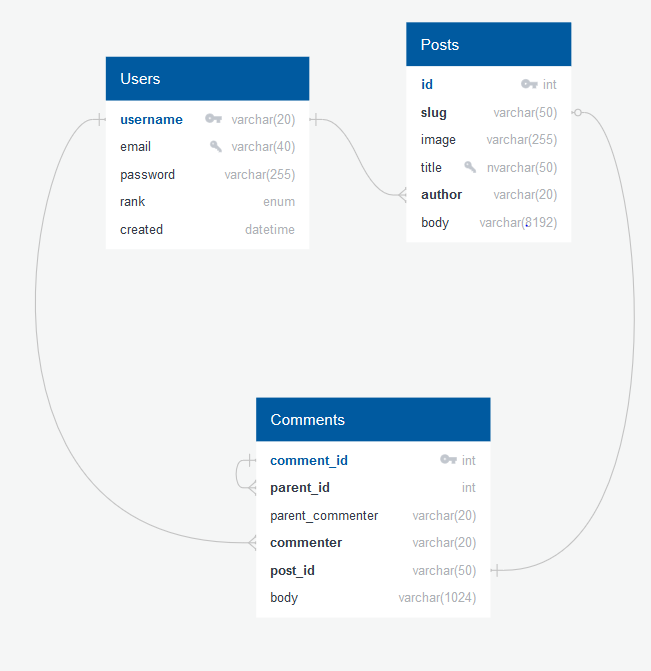 Users
username varchar(20)
email varchar(40)
password varchar(255)
rank enum
created datetime
Posts
id int
slug varchar(50)
image varchar(255)
title nvarchar(50)
author varchar(20)
body varchar(8192)
Comments
comment_id int
parent_id int
parent_commenter varchar(20)
commenter varchar(20)
post_id varchar(50)
body varchar(1024)